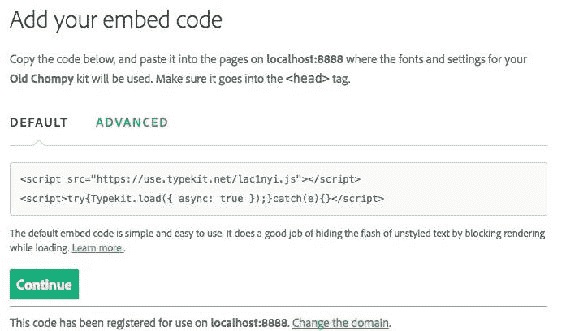 Add your embed code
Copy the code below, and paste it into the pages on localhost:8888 where the fonts and settings for your
Old Chompy kit will be used. Make sure it goes into the <head> tag.
DEFAULT ADVANCED
<script src="https://use.typekit.net/lac1nyi.js"></script>
<script>try{Typekit.load({ async: true });}catch(e){}</script>
The default embed code is simple and easy to use. It does a good job of hiding the flash of unstyled text by blocking rendering
while loading. Learn more.
Continue
This code has been registered for use on localhost:8888. Change the domain.